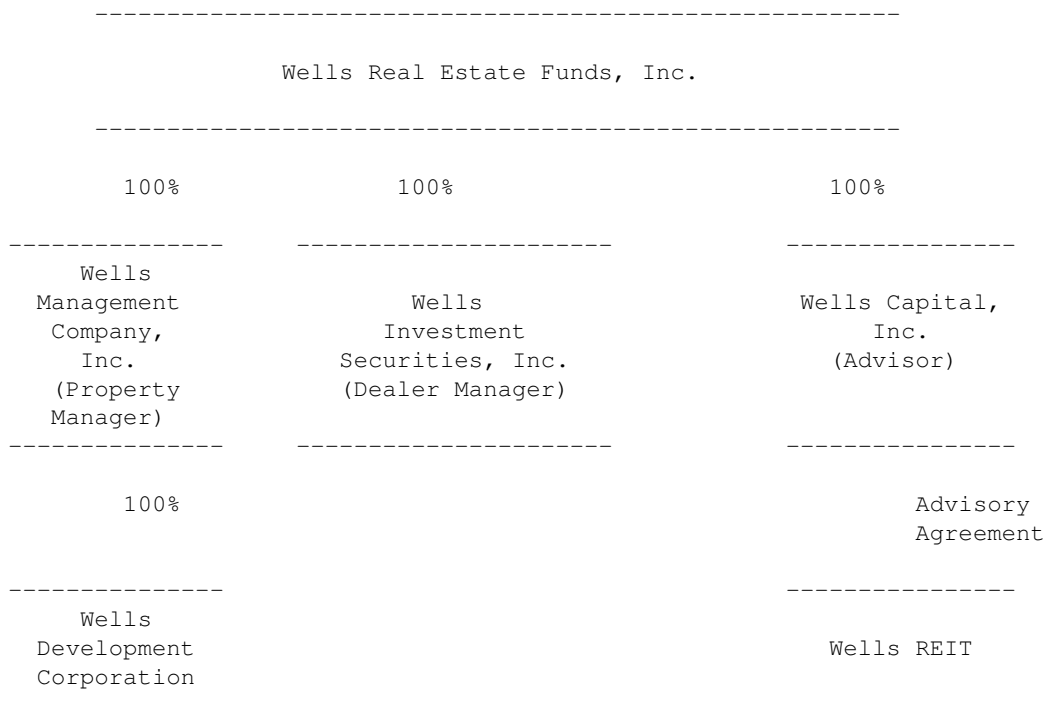 --------------------------------------------------------
Wells Real Estate Funds, Inc.
--------------------------------------------------------
100% 100% 100%
--------------- ---------------------- ----------------
Wells
Management Wells Wells Capital,
Company, Investment Inc.
Inc. Securities, Inc. (Advisor)
(Property (Dealer Manager)
Manager)
--------------- ---------------------- ----------------
100% Advisory
Agreement
--------------- ----------------
Wells
Development Wells REIT
Corporation